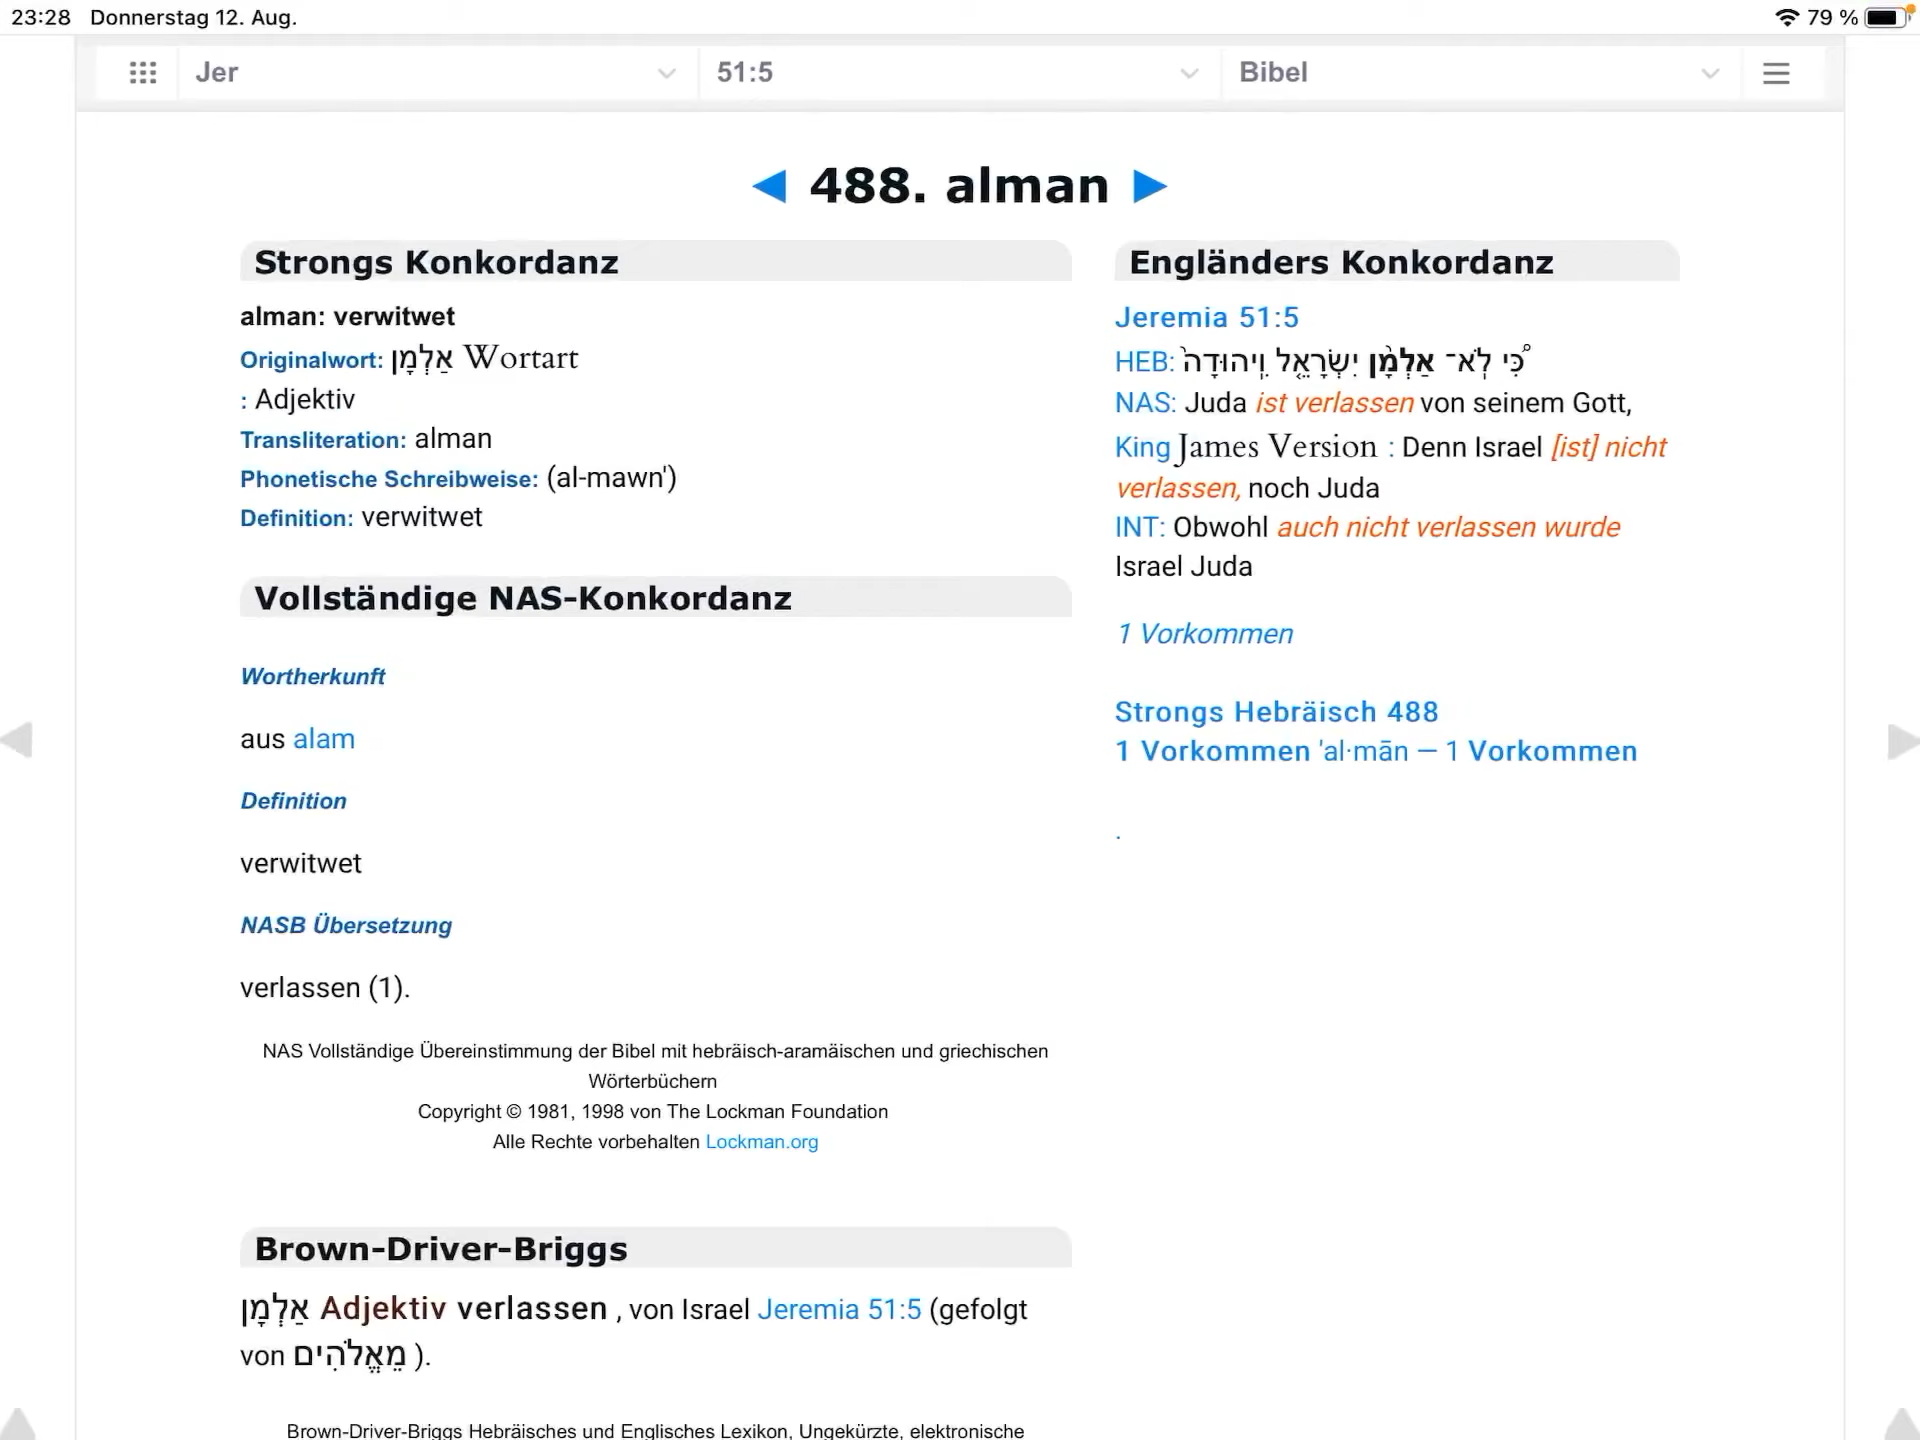 23:28 Donnerstag 12. Aug. 79 %
Jer 51:5 Bibel
488. alman
Strongs Konkordanz
alman: verwitwet
Originalwort: אַלְמָן Wortart
: Adjektiv
Transliteration: alman
Phonetische Schreibweise: (al-mawn')
Definition: verwitwet
Vollständige NAS-Konkordanz
Wortherkunft
aus alam
Definition
verwitwet
NASB Übersetzung
verlassen (1).
NAS Vollständige Übereinstimmung der Bibel mit hebräisch-aramäischen und griechischen
Wörterbüchern
Copyright © 1981, 1998 von The Lockman Foundation
Alle Rechte vorbehalten Lockman.org
Brown-Driver-Briggs
אַלְמָן Adjektiv verlassen , von Israel Jeremia 51:5 (gefolgt
von מֵאֱלֹהִים ).
Brown-Driver-Briggs Hebräisches und Englisches Lexikon, Ungekürzte, elektronische
Engländers Konkordanz
Jeremia 51:5
HEB: כִּ֠י לֹֽא־ אַלְמָ֨ן יִשְׂרָאֵ֤ל וִֽיהוּדָה֙
NAS: Juda ist verlassen von seinem Gott,
King James Version : Denn Israel [ist] nicht
verlassen, noch Juda
INT: Obwohl auch nicht verlassen wurde
Israel Juda
1 Vorkommen
Strongs Hebräisch 488
1 Vorkommen 'al·mān — 1 Vorkommen
.